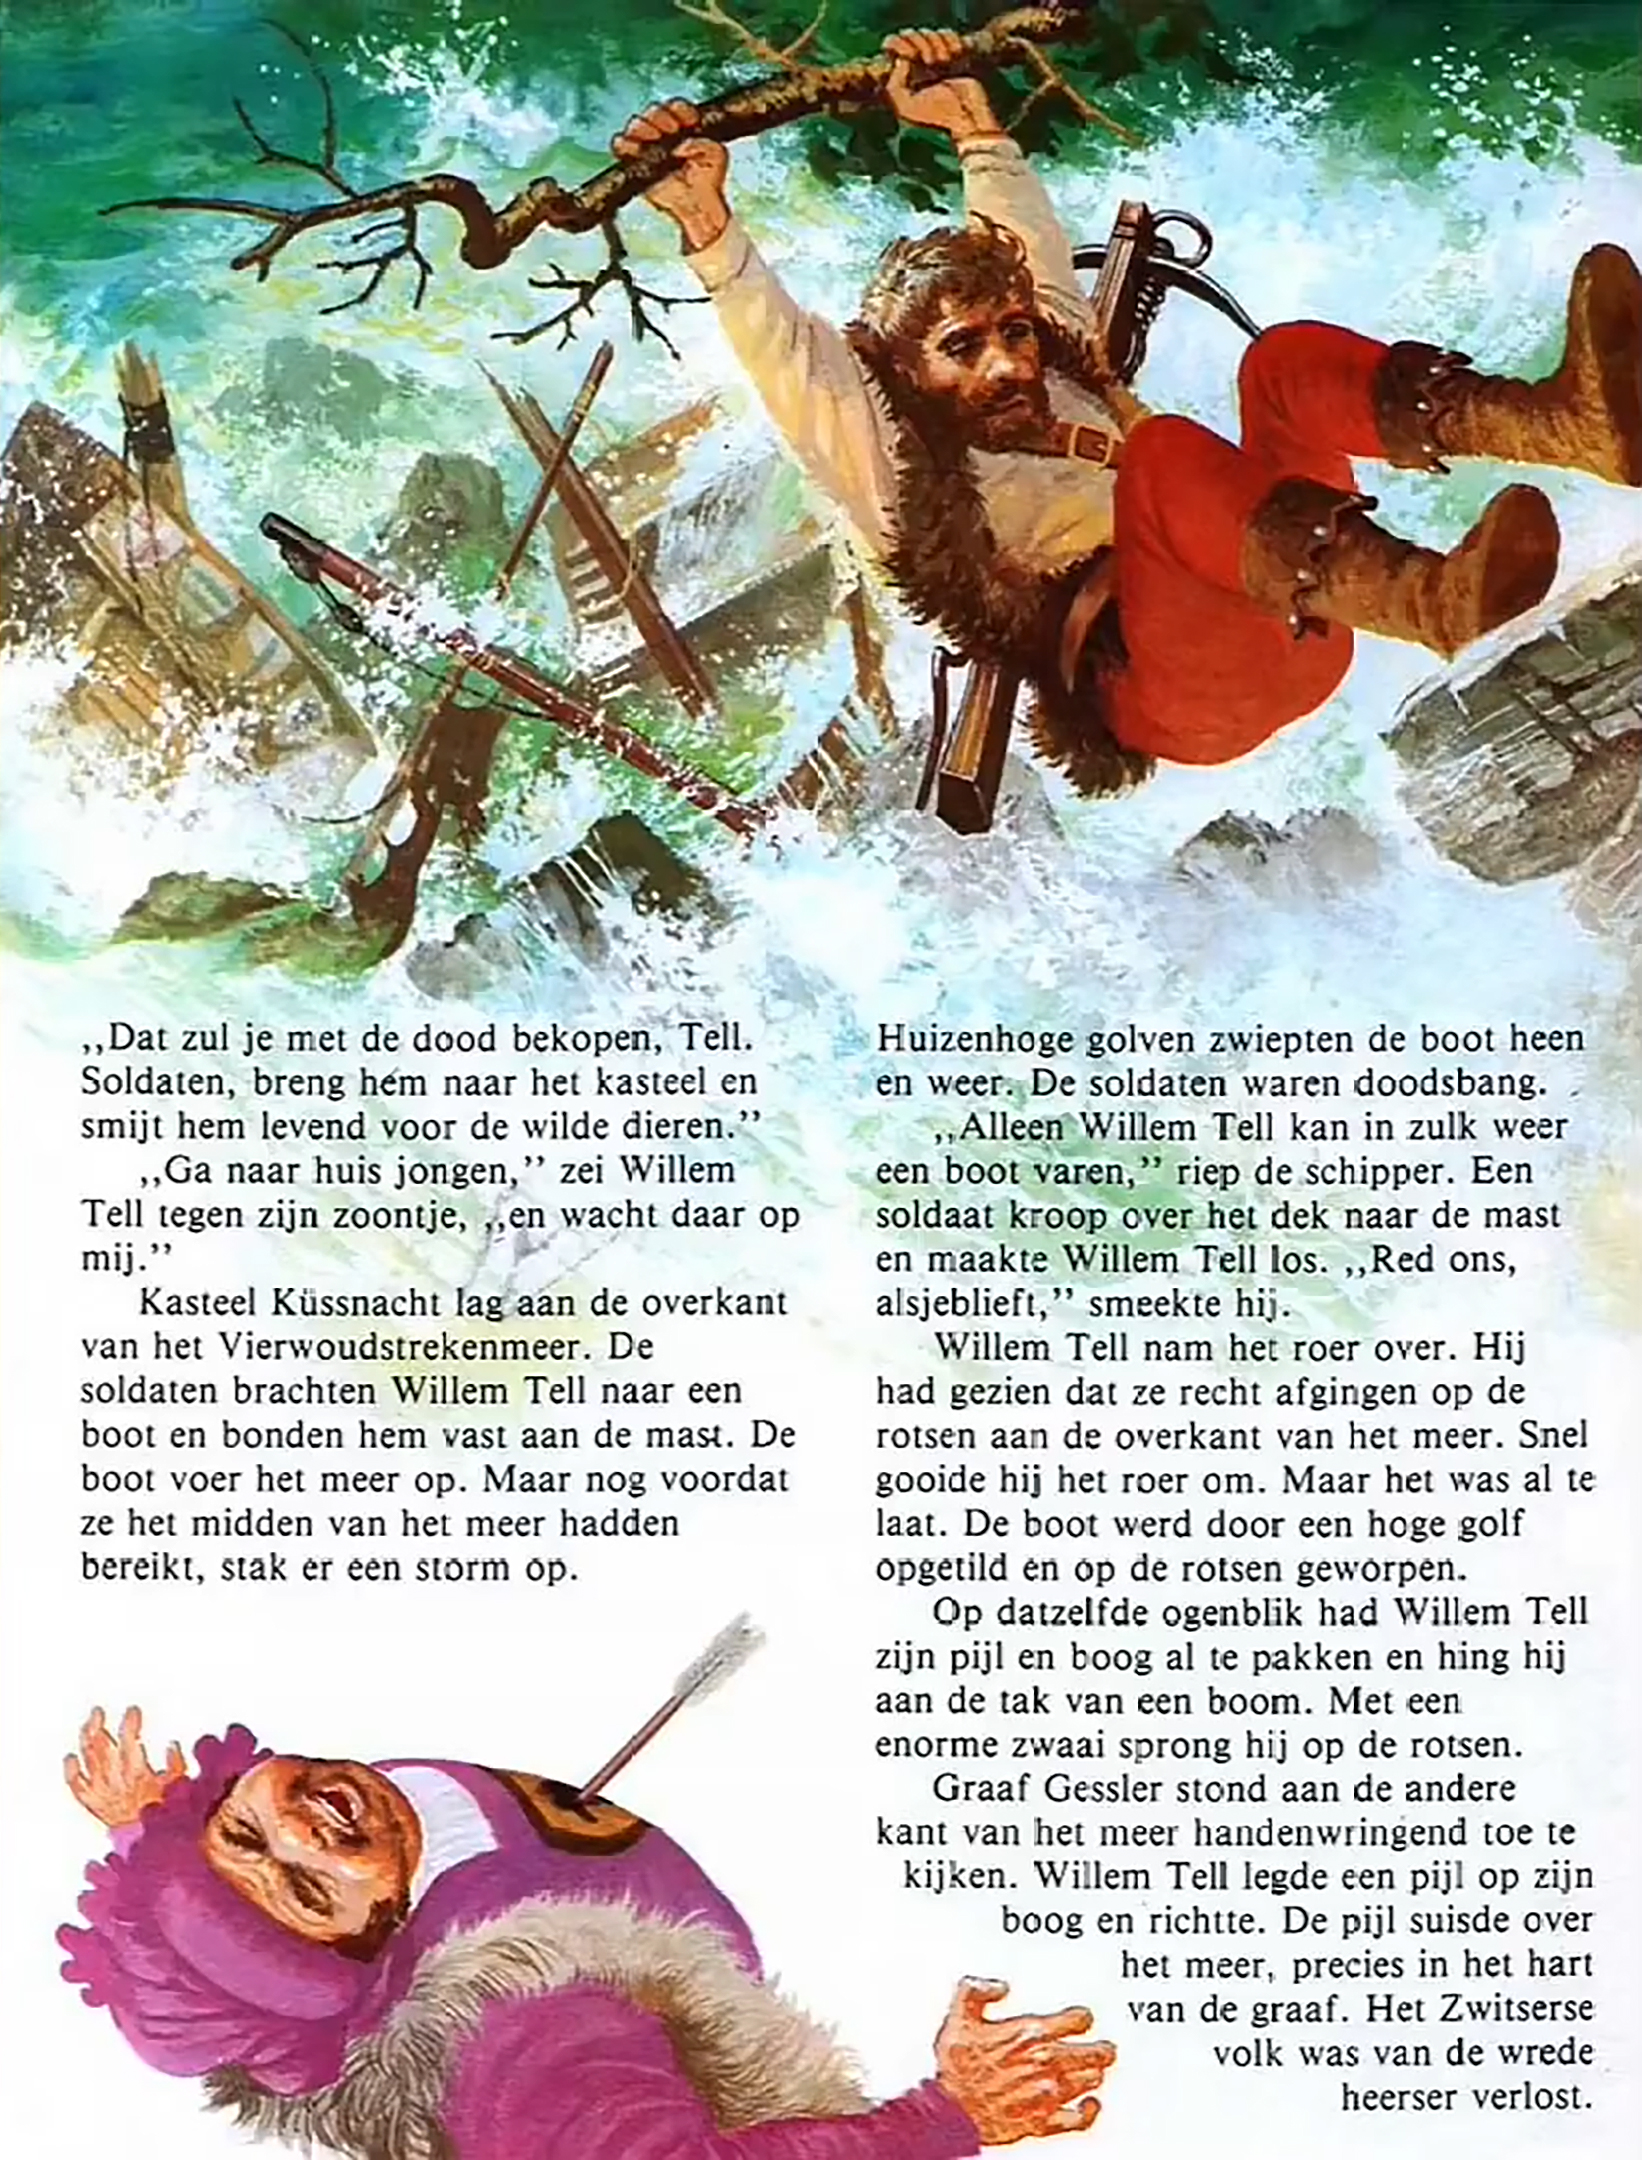 ,,Dat zul je met de dood bekopen, Tell.
Soldaten, breng hém naar het kasteel en
smijt hem levend voor de wilde dieren.”
,,Ga naar huis jongen,” zei Willem
Tell tegen zijn zoontje, ,,en wacht daar op
mij.”
Kasteel Küssnacht lag aan de overkant
van het Vierwoudstrekenmeer. De
soldaten brachten Willem Tell naar een
boot en bonden hem vast aan de mast. De
boot voer het meer op. Maar nog voordat
ze het midden van het meer hadden
bereikt, stak er een storm op.
Huizenhoge golven zwiepten de boot heen
en weer. De soldaten waren doodsbang.
,,Alleen Willem Tell kan in zulk weer
een boot varen,” riep de schipper. Een
soldaat kroop over het dek naar de mast
en maakte Willem Tell los. ,,Red ons,
alsjeblieft,” smeekte hij.
Willem Tell nam het roer over. Hij
had gezien dat ze recht afgingen op de
rotsen aan de overkant van het meer. Snel
gooide hij het roer om. Maar het was al te
laat. De boot werd door een hoge golf
opgetild en op de rotsen geworpen.
Op datzelfde ogenblik had Willem Tell
zijn pijl en boog al te pakken en hing hij
aan de tak van een boom. Met een
enorme zwaai sprong hij op de rotsen.
Graaf Gessler stond aan de andere
kant van het meer handenwringend toe te
kijken. Willem Tell legde een pijl op zijn
boog en richtte. De pijl suisde over
het meer, precies in het hart
van de graaf. Het Zwitserse
volk was van de wrede
heerser verlost.